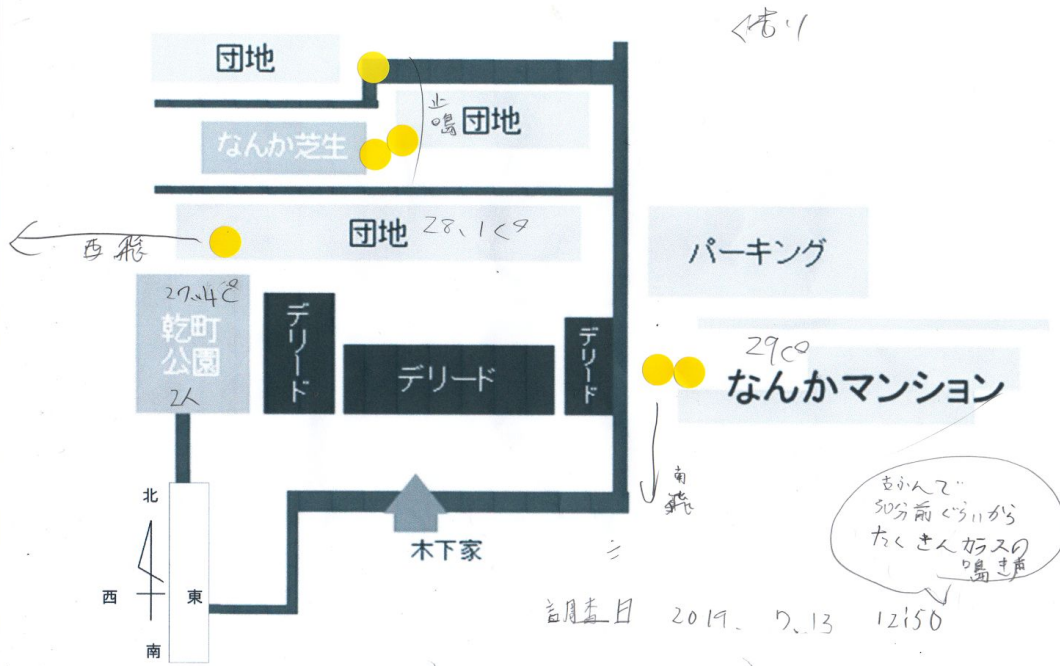 くもり
団地
止
鳴
団地
なんか芝生
団地 28.1℃
西飛
パーキング
27.4℃
乾町
公園
2人
デリード
デリード
デリード
29℃
なんかマンション
南
飛
北
西
東
南
木下家
30分前ぐらいから
たくさんカラスの
鳴き声
調査日 2019. 7.13 12:50